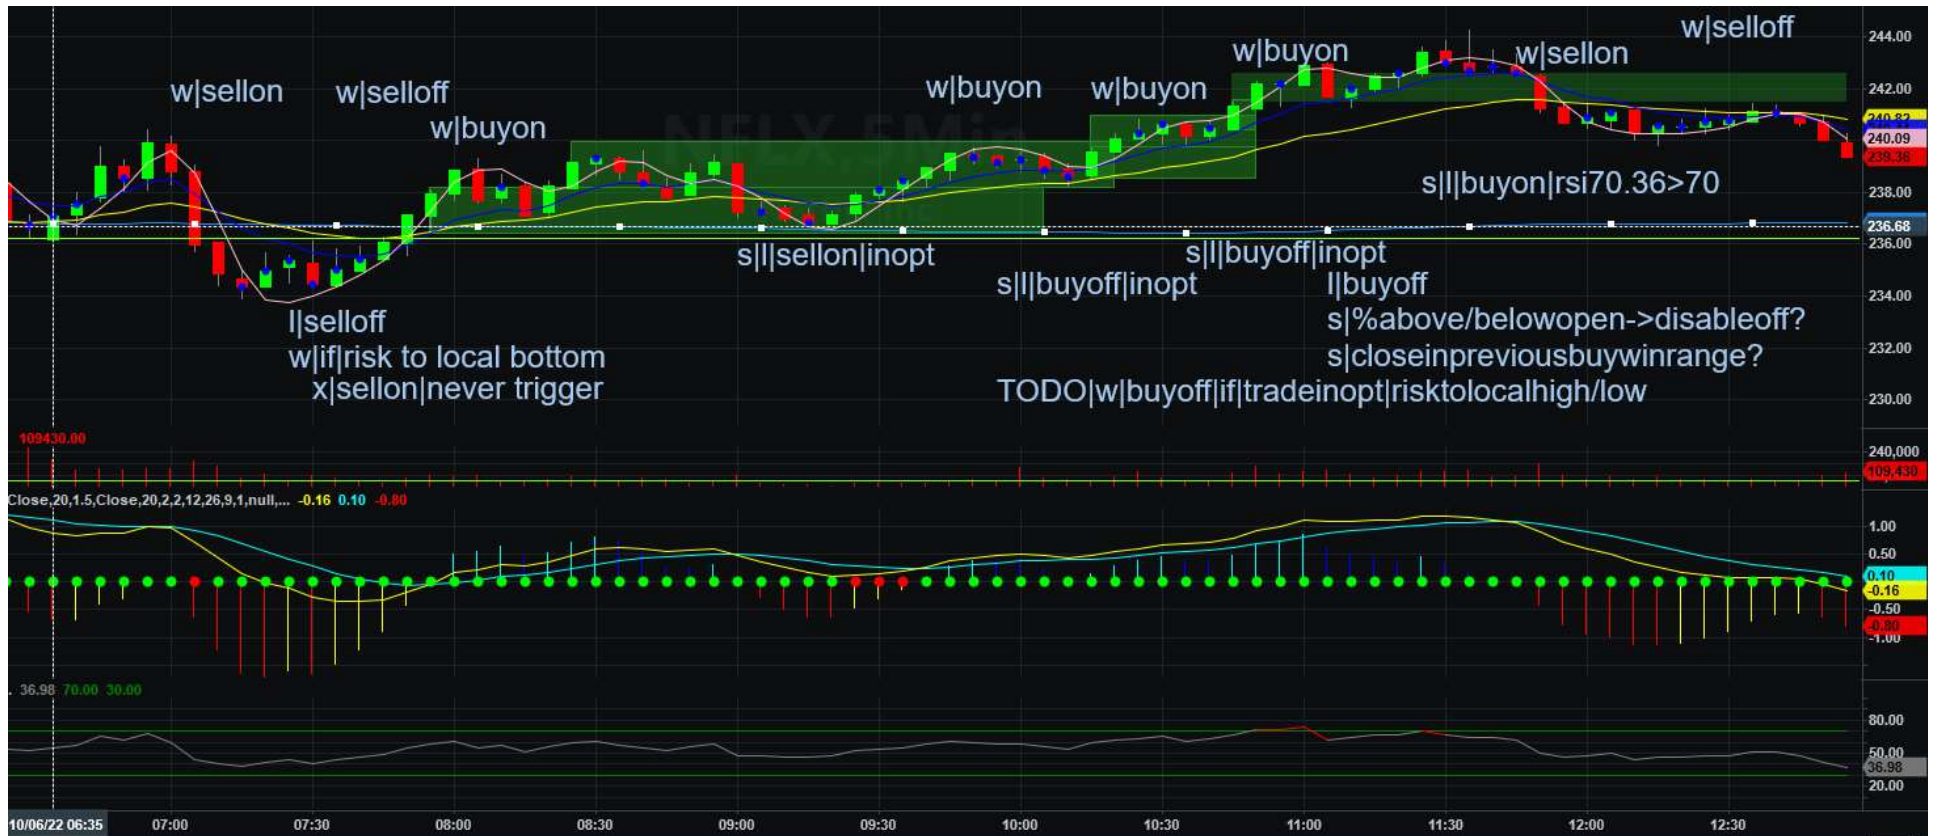 w|selloff
244.00
w|buyon
w|sellon
w|sellon
w|selloff
w|buyon
w|buyon
242.00
w|buyon
NFLX,5Min
240.82
240.09
239.38
s|l|buyon|rsi70.36>70
238.00
236.68
236.00
s|l|sellon|inopt
s|l|buyoff|inopt
s|l|buyoff|inopt
l|buyoff
234.00
l|selloff
s|%above/belowopen->disableoff?
w|if|risk to local bottom
s|closeinpreviousbuywinrange?
232.00
x|sellon|never trigger
TODO|w|buyoff|if|tradeinopt|risktolocalhigh/low
230.00
109430.00
240,000
109,430
Close,20,1.5,Close,20,2,2,12,26,9,1,null,... -0.16 0.10 -0.80
1.00
0.50
0.10
-0.16
-0.50
-0.80
-1.00
. 36.98 70.00 30.00
80.00
50.00
36.98
20.00
10/06/22 06:35 07:00 07:30 08:00 08:30 09:00 09:30 10:00 10:30 11:00 11:30 12:00 12:30